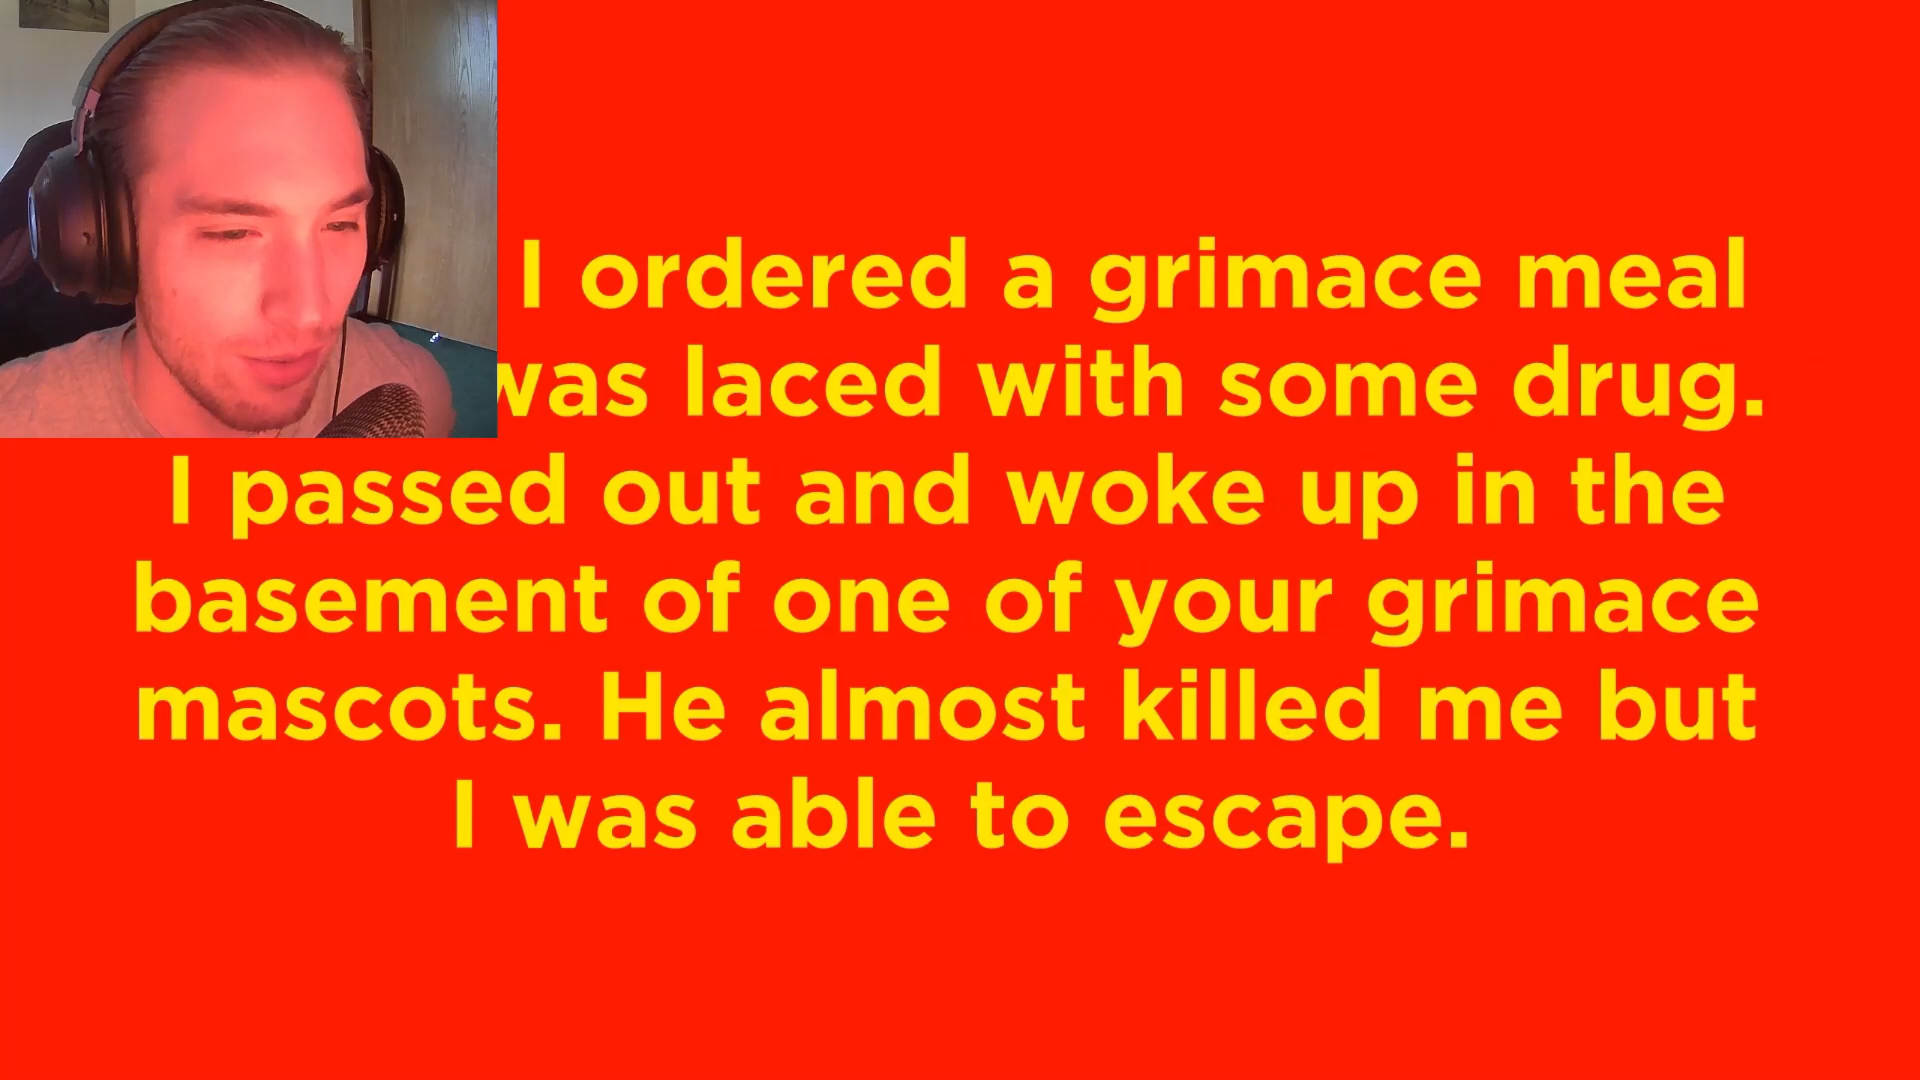 I ordered a grimace meal
was laced with some drug.
I passed out and woke up in the
basement of one of your grimace
mascots. He almost killed me but
I was able to escape.